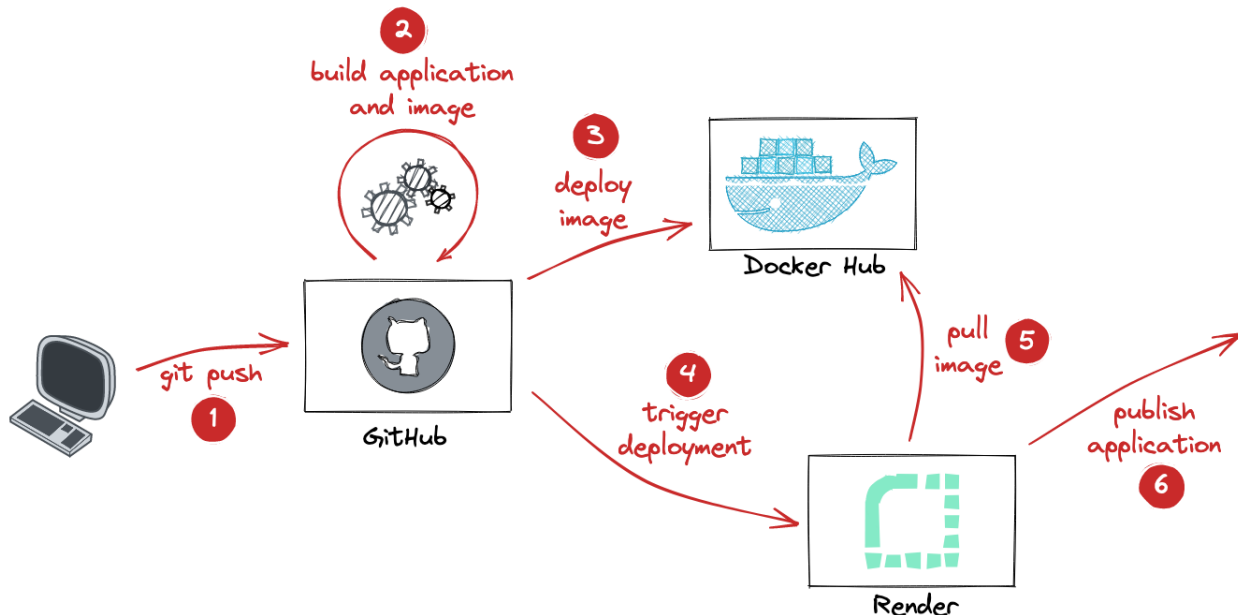 2
build application
and image
3
deploy
image
Docker Hub
git push
1
GitHub
4
trigger
deployment
pull
image
5
publish
application
6
Render